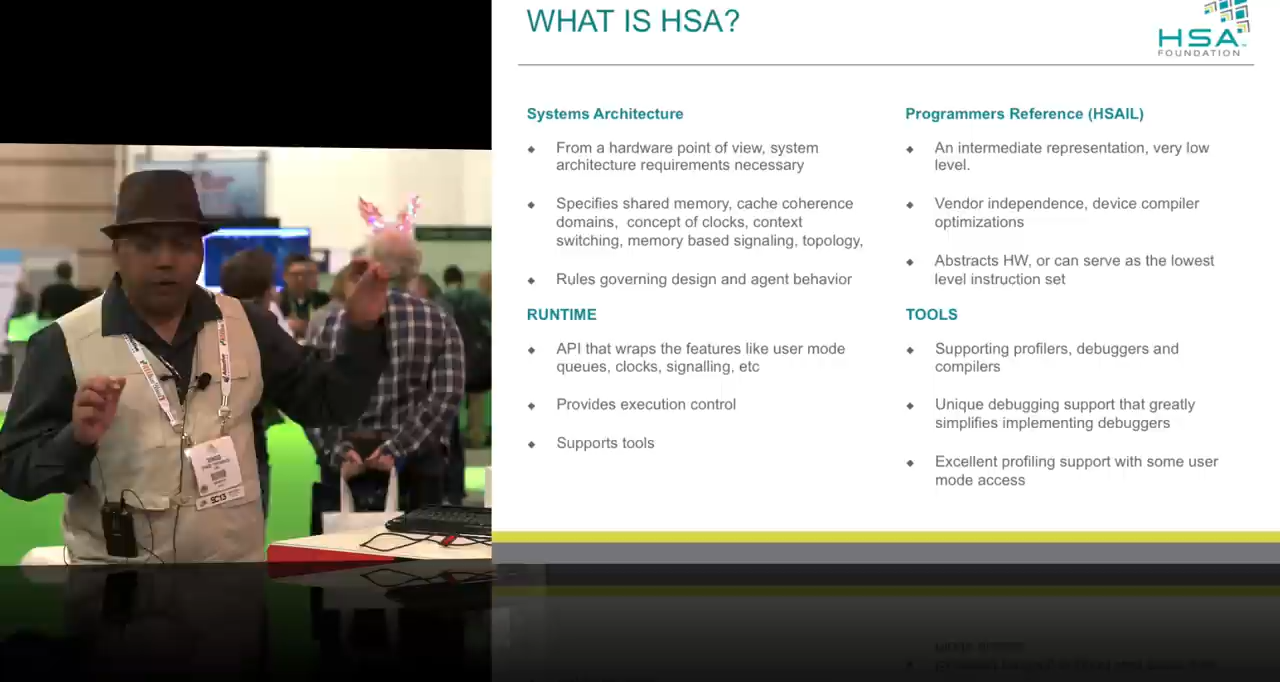 WHAT IS HSA?
HSA
FOUNDATION
Systems Architecture
From a hardware point of view, system
architecture requirements necessary
Specifies shared memory, cache coherence
domains, concept of clocks, context
switching, memory based signaling, topology,
Rules governing design and agent behavior
RUNTIME
API that wraps the features like user mode
queues, clocks, signalling, etc
Provides execution control
Supports tools
Programmers Reference (HSAIL)
An intermediate representation, very low
level.
Vendor independence, device compiler
optimizations
Abstracts HW, or can serve as the lowest
level instruction set
TOOLS
Supporting profilers, debuggers and
compilers
Unique debugging support that greatly
simplifies implementing debuggers
Excellent profiling support with some user
mode access
SC13